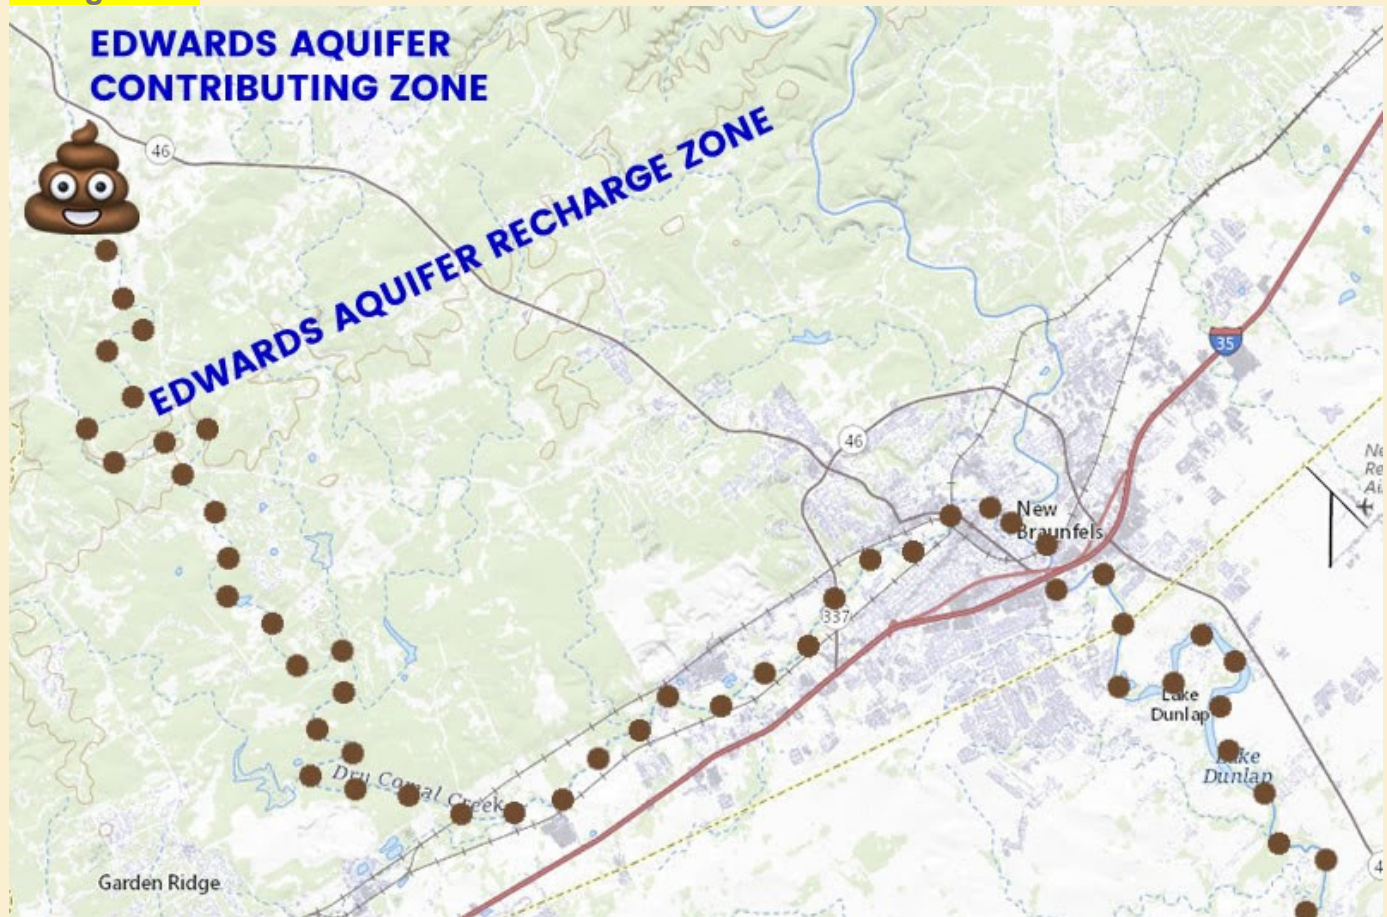 EDWARDS AQUIFER
CONTRIBUTING ZONE
46
EDWARDS AQUIFER RECHARGE ZONE
35
46
New
Braunfels
337
Lake
Dunlap
Lake
Dunlap
Dry Comal Creek
Garden Ridge